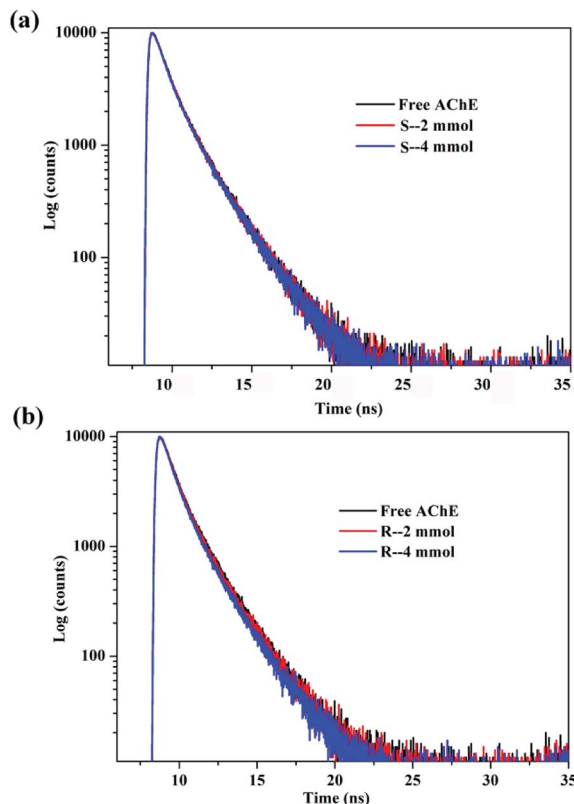 (a)
10000
1000
100
Log (counts)
Free AChE
S--2 mmol
S--4 mmol
10 15 20 25 30 35
Time (ns)
(b)
10000
1000
100
Log (counts)
Free AChE
R--2 mmol
R--4 mmol
10 15 20 25 30 35
Time (ns)